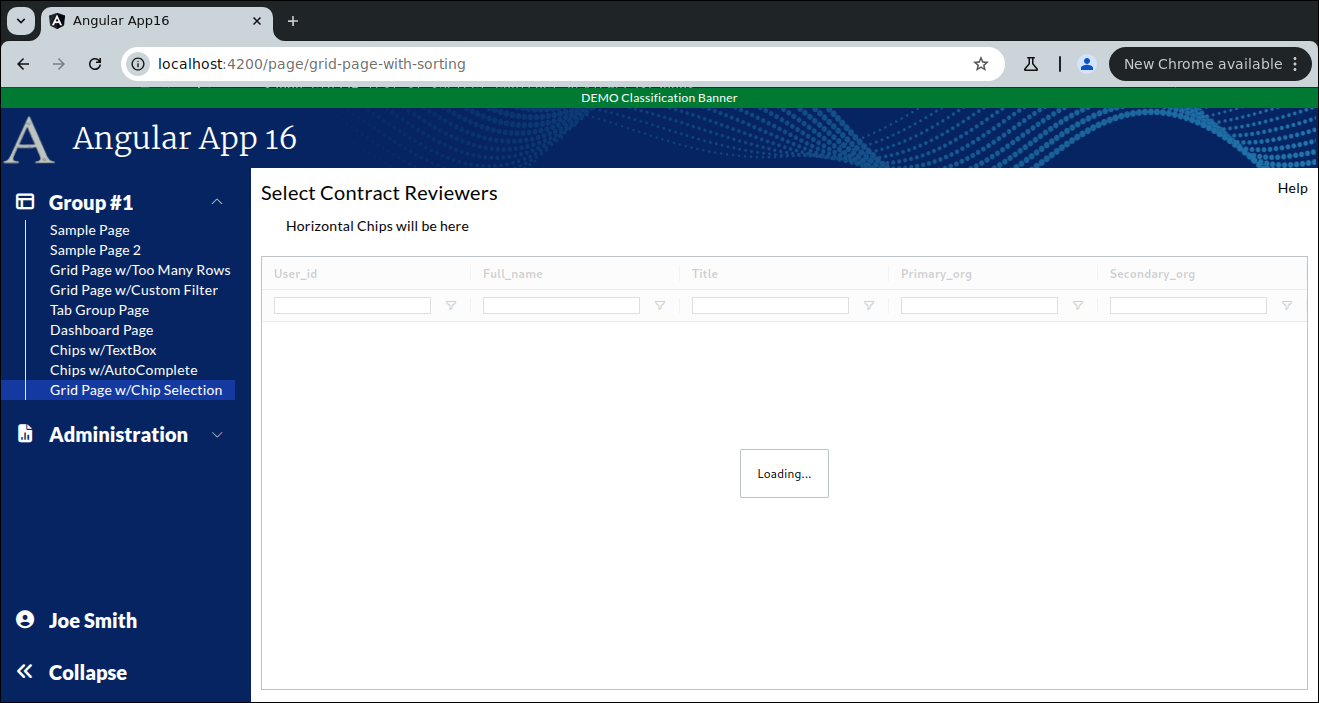 Angular App16
localhost:4200/page/grid-page-with-sorting
New Chrome available
DEMO Classification Banner
A Angular App 16
Group #1
Sample Page
Sample Page 2
Grid Page w/Too Many Rows
Grid Page w/Custom Filter
Tab Group Page
Dashboard Page
Chips w/TextBox
Chips w/AutoComplete
Grid Page w/Chip Selection
Administration
Joe Smith
Collapse
Select Contract Reviewers
Help
Horizontal Chips will be here
User_id Full_name Title Primary_org Secondary_org
Loading...